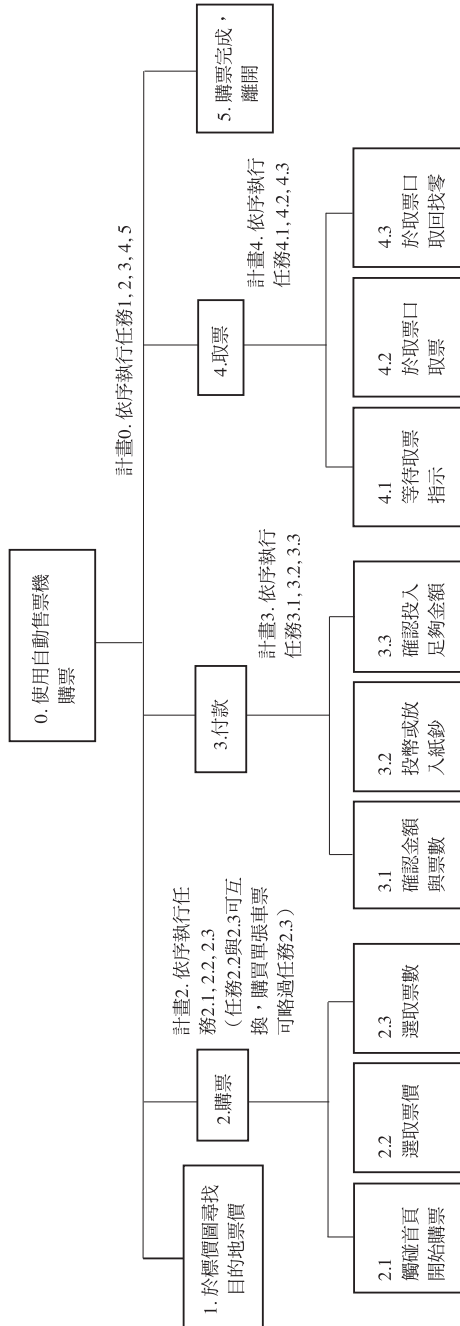 0. 使用自動售票機
購票
計畫0. 依序執行任務1, 2, 3, 4, 5
1. 於標價圖尋找
目的地票價
2.購票
計畫2. 依序執行任
務2.1, 2.2, 2.3
（任務2.2與2.3可互
換，購買單張車票
可略過任務2.3）
2.1
觸碰首頁
開始購票
2.2
選取票價
2.3
選取票數
3.付款
計畫3. 依序執行
任務3.1, 3.2, 3.3
3.1
確認金額
與票數
3.2
投幣或放
入紙鈔
3.3
確認投入
足夠金額
4.取票
計畫4. 依序執行
任務4.1, 4.2, 4.3
4.1
等待取票
指示
4.2
於取票口
取票
4.3
於取票口
取回找零
5. 購票完成，
離開